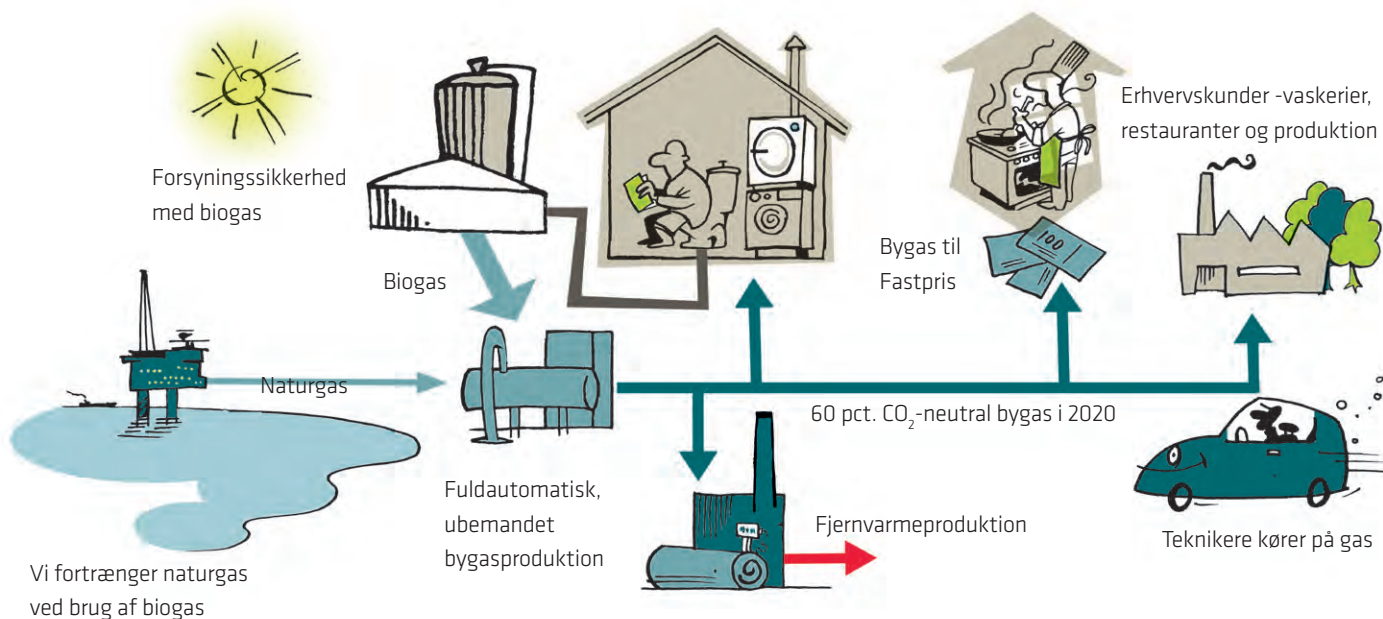 Forsyningssikkerhed
med biogas
Biogas
Naturgas
Vi fortrænger naturgas
ved brug af biogas
Fuldautomatisk,
ubemandet
bygasproduktion
Fjernvarmeproduktion
60 pct. CO₂-neutral bygas i 2020
Bygas til
Fastpris
100
Erhvervskunder -vaskerier,
restauranter og produktion
Teknikere kører på gas